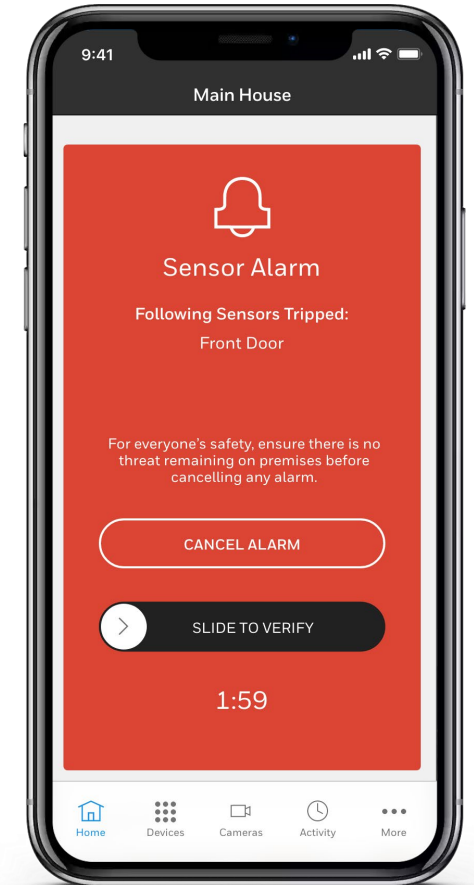 9:41
Main House
Sensor Alarm
Following Sensors Tripped:
Front Door
For everyone's safety, ensure there is no
threat remaining on premises before
cancelling any alarm.
CANCEL ALARM
SLIDE TO VERIFY
1:59
Home Devices Cameras Activity More